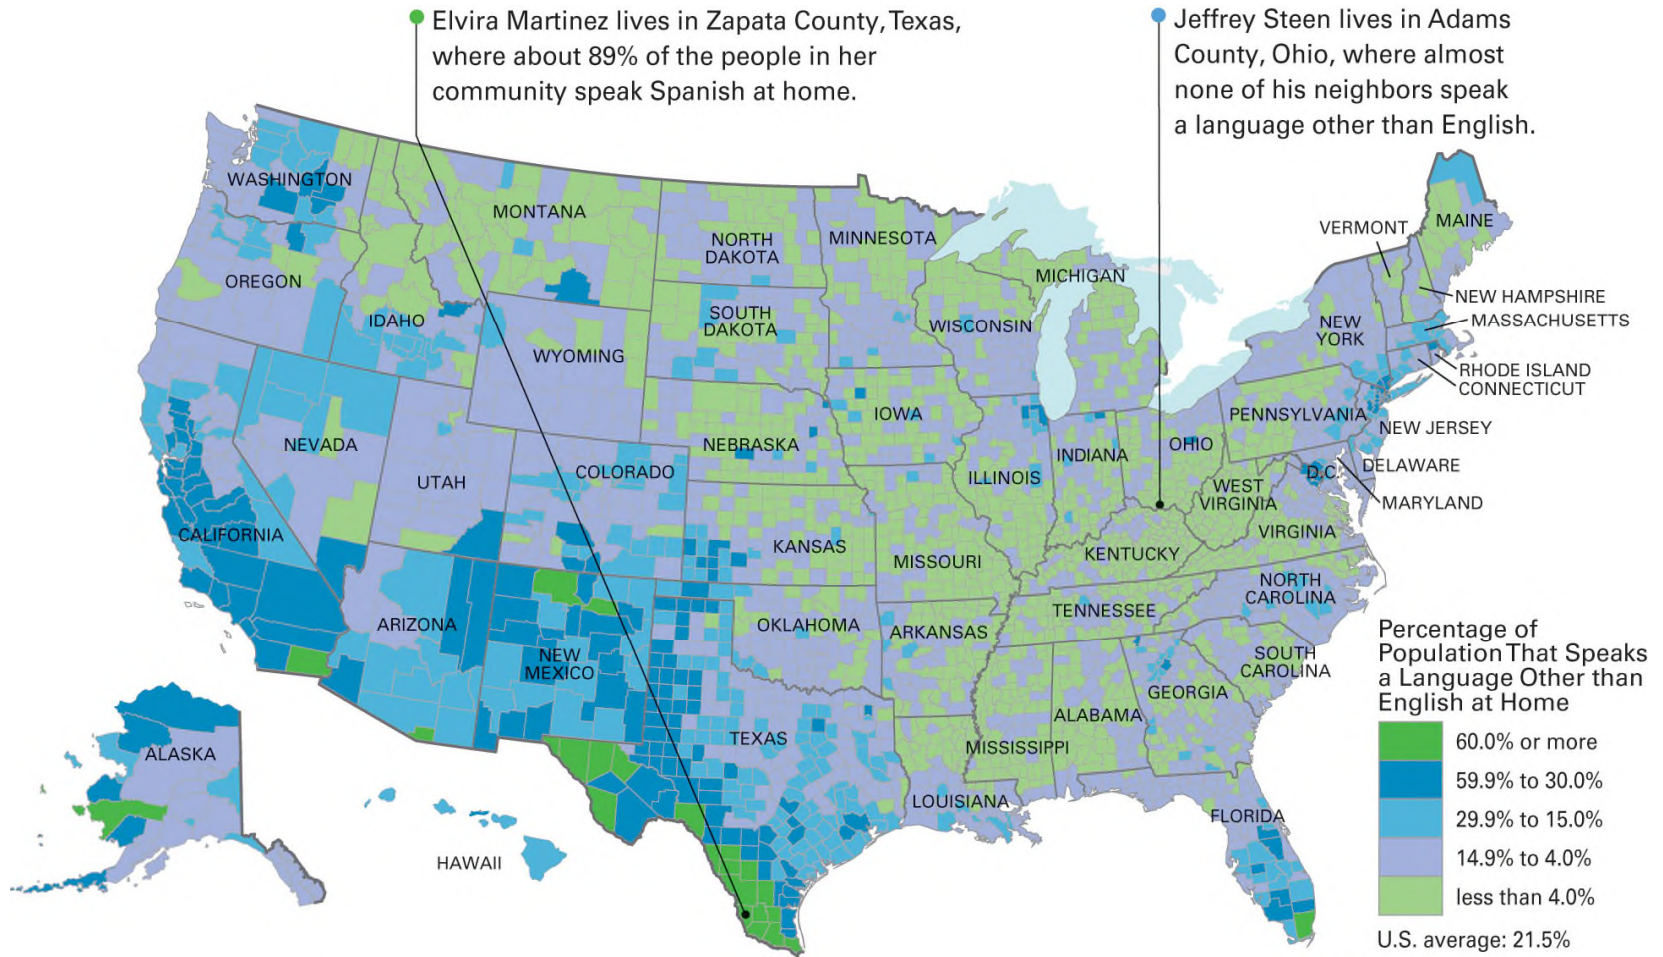 Elvira Martinez lives in Zapata County, Texas,
where about 89% of the people in her
community speak Spanish at home.
Jeffrey Steen lives in Adams
County, Ohio, where almost
none of his neighbors speak
a language other than English.
WASHINGTON
MONTANA
NORTH
DAKOTA
MINNESOTA
MICHIGAN
VERMONT
MAINE
OREGON
IDAHO
SOUTH
DAKOTA
WISCONSIN
NEW
YORK
NEW HAMPSHIRE
MASSACHUSETTS
WYOMING
RHODE ISLAND
CONNECTICUT
NEVADA
UTAH
COLORADO
NEBRASKA
IOWA
ILLINOIS
INDIANA
OHIO
PENNSYLVANIA
NEW JERSEY
D.C.
DELAWARE
MARYLAND
WEST
VIRGINIA
VIRGINIA
CALIFORNIA
KANSAS
MISSOURI
KENTUCKY
ARIZONA
NEW
MEXICO
OKLAHOMA
ARKANSAS
TENNESSEE
NORTH
CAROLINA
SOUTH
CAROLINA
TEXAS
MISSISSIPPI
ALABAMA
GEORGIA
ALASKA
HAWAII
LOUISIANA
FLORIDA
Percentage of
Population That Speaks
a Language Other than
English at Home
60.0% or more
59.9% to 30.0%
29.9% to 15.0%
14.9% to 4.0%
less than 4.0%
U.S. average: 21.5%